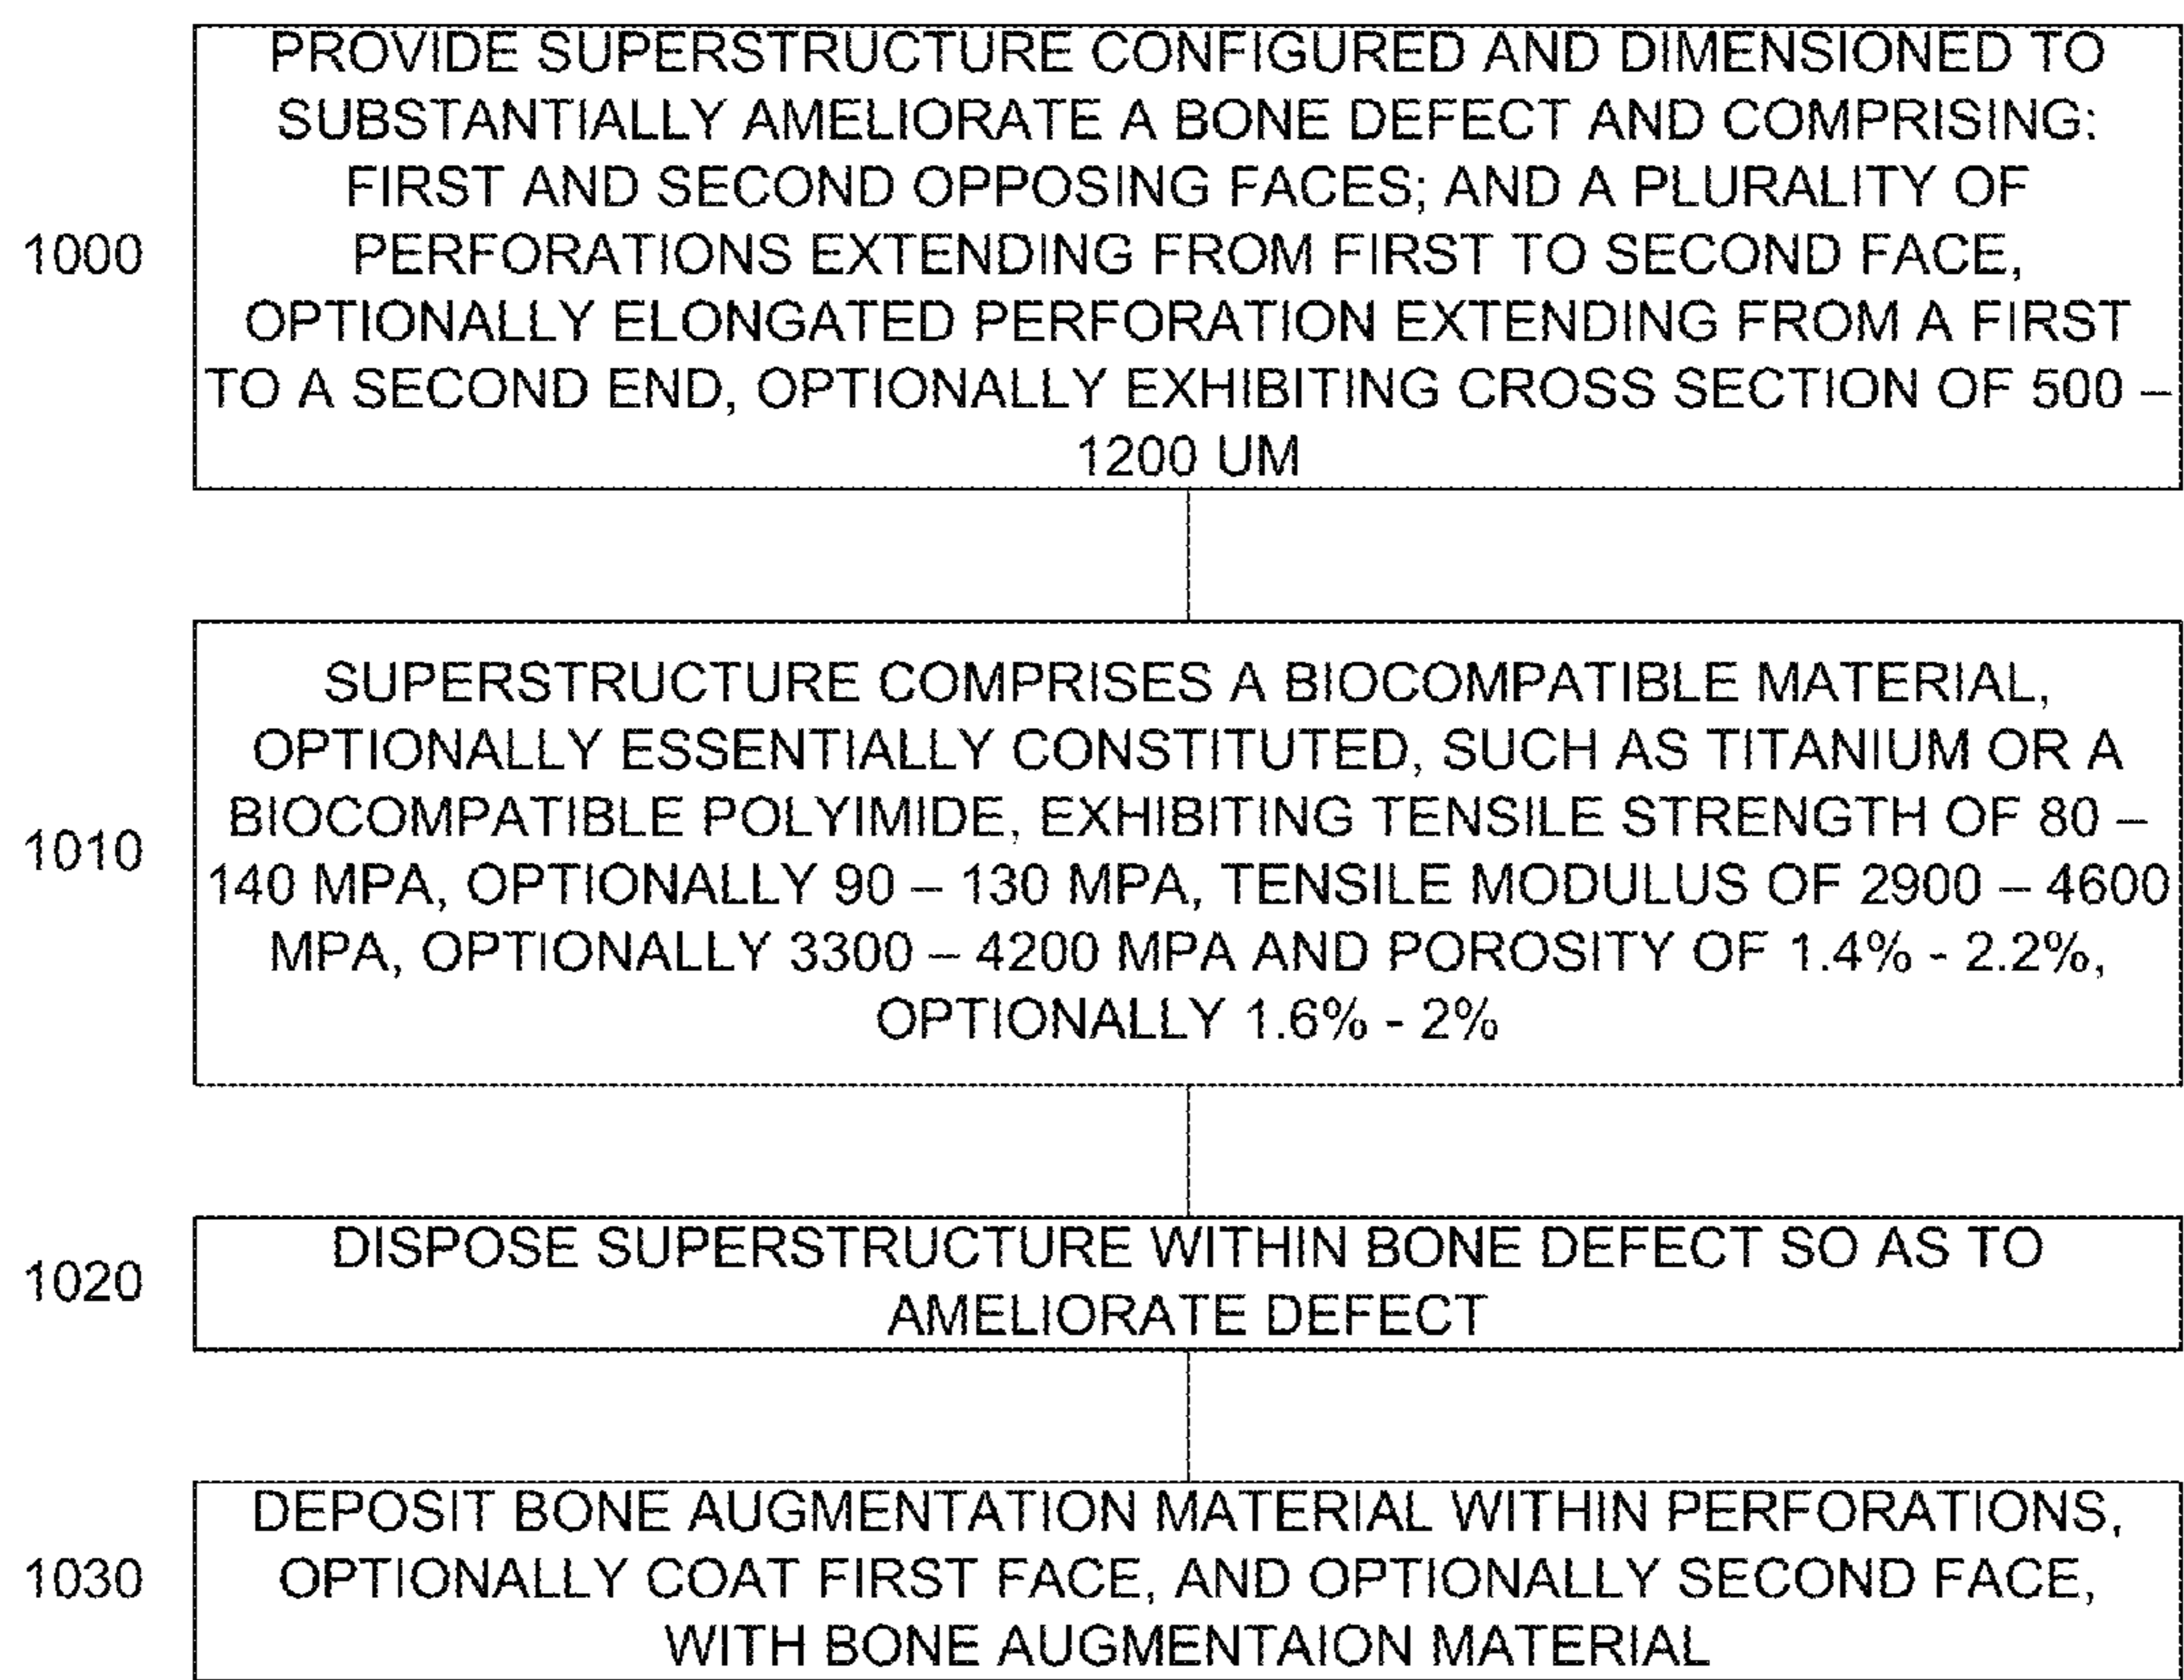 PROVIDE SUPERSTRUCTURE CONFIGURED AND DIMENSIONED TO
SUBSTANTIALLY AMELIORATE A BONE DEFECT AND COMPRISING:
FIRST AND SECOND OPPOSING FACES; AND A PLURALITY OF
1000 PERFORATIONS EXTENDING FROM FIRST TO SECOND FACE,
OPTIONALLY ELONGATED PERFORATION EXTENDING FROM A FIRST
TO A SECOND END, OPTIONALLY EXHIBITING CROSS SECTION OF 500 –
1200 UM
SUPERSTRUCTURE COMPRISES A BIOCOMPATIBLE MATERIAL,
OPTIONALLY ESSENTIALLY CONSTITUTED, SUCH AS TITANIUM OR A
BIOCOMPATIBLE POLYIMIDE, EXHIBITING TENSILE STRENGTH OF 80 –
1010
140 MPA, OPTIONALLY 90 – 130 MPA, TENSILE MODULUS OF 2900 – 4600
MPA, OPTIONALLY 3300 – 4200 MPA AND POROSITY OF 1.4% - 2.2%,
OPTIONALLY 1.6% - 2%
DISPOSE SUPERSTRUCTURE WITHIN BONE DEFECT SO AS TO
1020
AMELIORATE DEFECT
DEPOSIT BONE AUGMENTATION MATERIAL WITHIN PERFORATIONS,
1030 OPTIONALLY COAT FIRST FACE, AND OPTIONALLY SECOND FACE,
WITH BONE AUGMENTAION MATERIAL